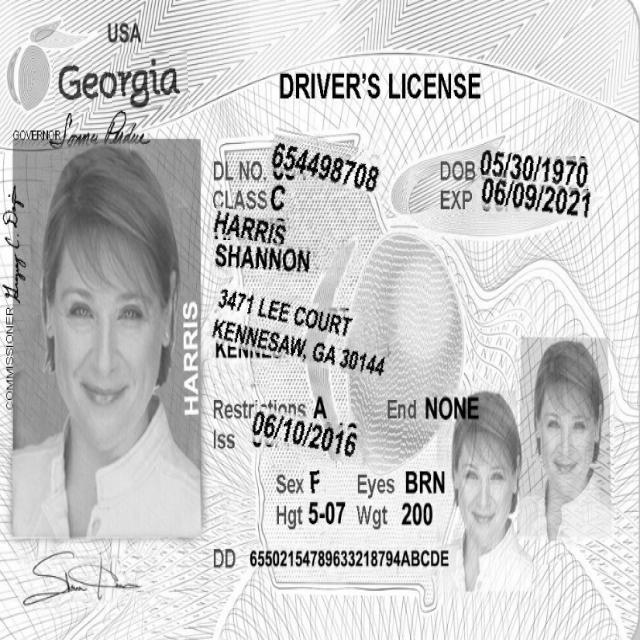 USA
Georgia
DRIVER'S LICENSE
GOVERNOR Sonny Perdue
DL NO. 654498708
DOB 05/30/1970
CLASS C
EXP 06/09/2021
HARRIS
SHANNON
3471 LEE COURT
KENNESAW, GA 30144
COMMISSIONER
HARRIS
Restrictions A
End NONE
Iss 06/10/2016
Sex F
Eyes BRN
Hgt 5-07
Wgt 200
DD 65502154789633218794ABCDE